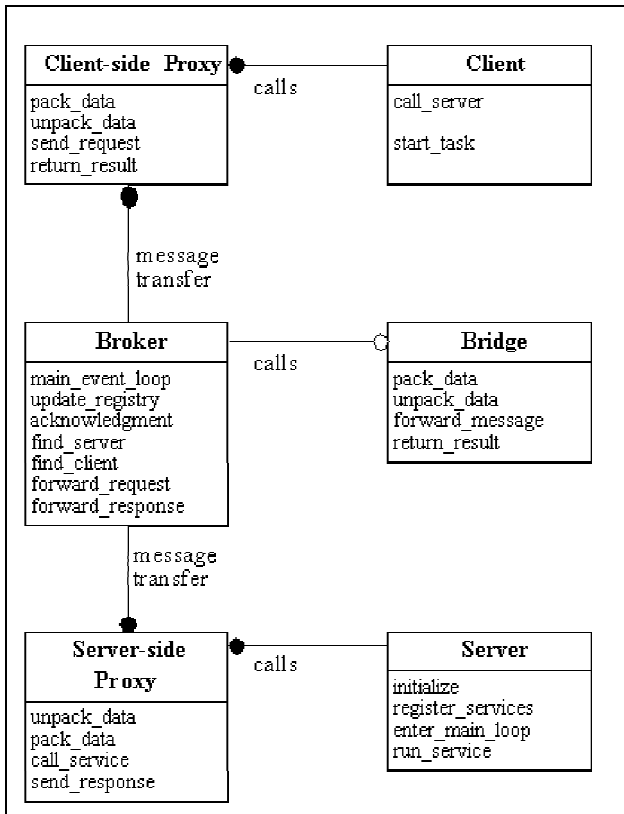 Client-side Proxy
pack_data
unpack_data
send_request
return_result
calls
Client
call_server
start_task
message
transfer
Broker
main_event_loop
update_registry
acknowledgment
find_server
find_client
forward_request
forward_response
calls
Bridge
pack_data
unpack_data
forward_message
return_result
message
transfer
Server-side
Proxy
unpack_data
pack_data
call_service
send_response
calls
Server
initialize
register_services
enter_main_loop
run_service